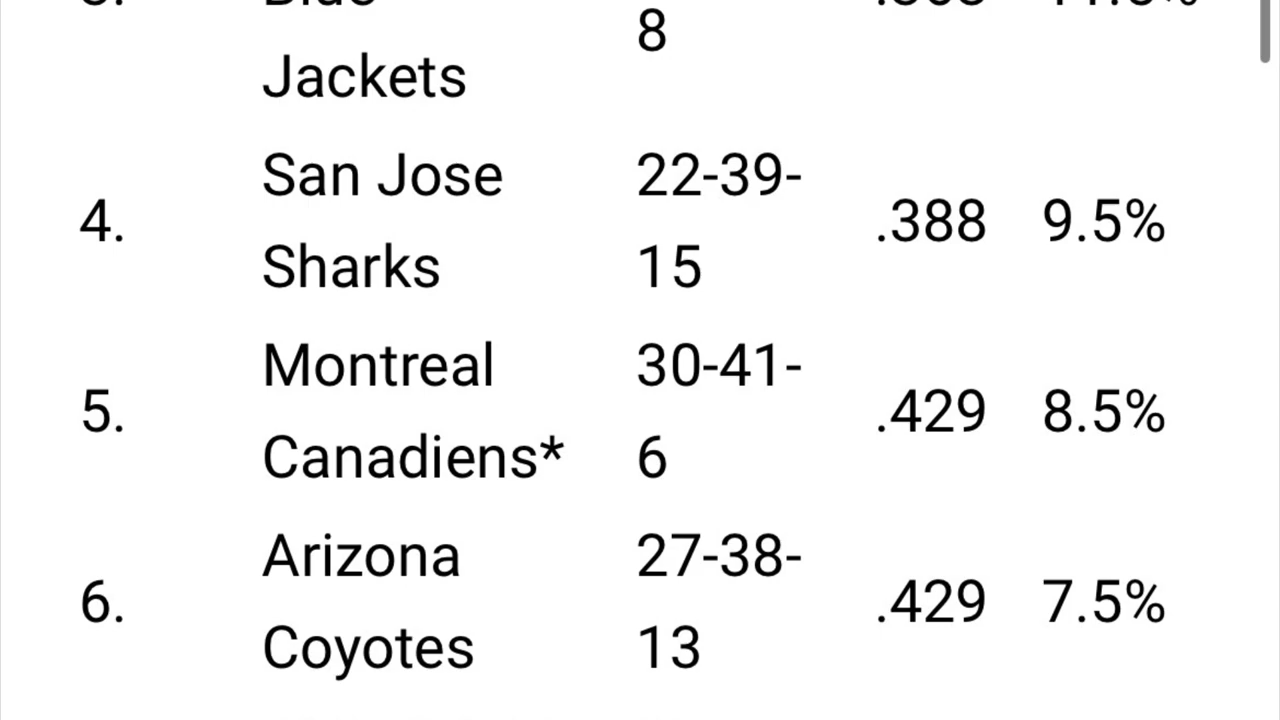 8
Jackets
San Jose 22-39-
4. .388 9.5%
Sharks 15
Montreal 30-41-
5. .429 8.5%
Canadiens* 6
Arizona 27-38-
6. .429 7.5%
Coyotes 13